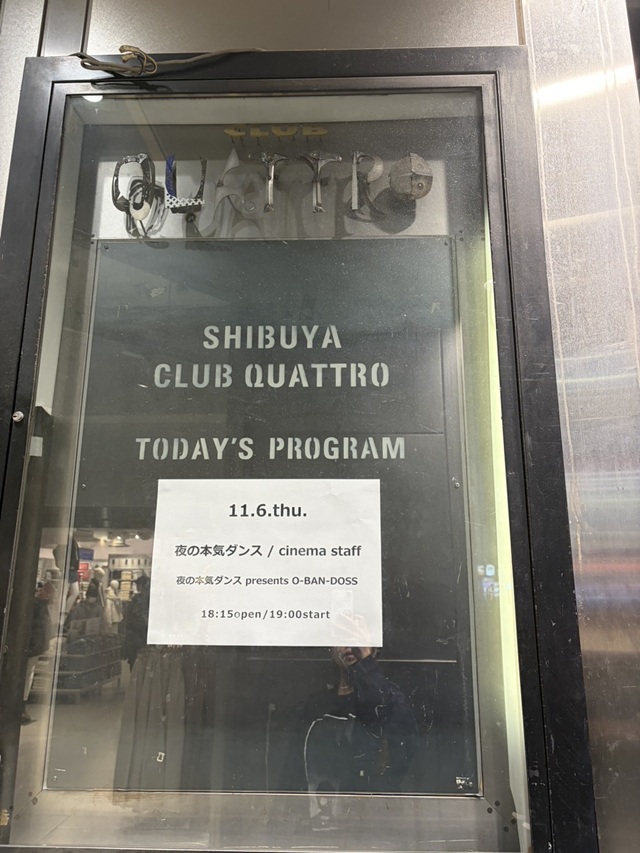 CLUB
QUATTRO
SHIBUYA
CLUB QUATTRO
TODAY'S PROGRAM
11.6.thu.
夜の本気ダンス / cinema staff
夜の本気ダンス presents O-BAN-DOSS
18:15open/19:00start